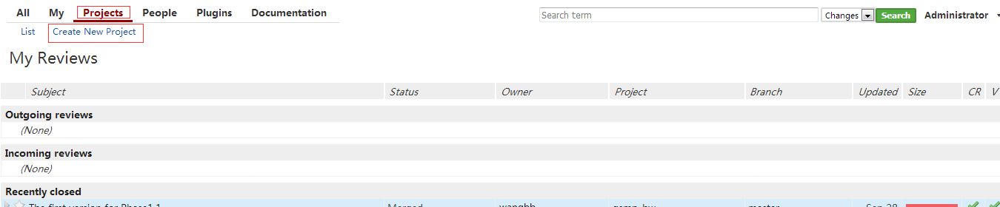 All My Projects People Plugins Documentation Search term Changes Search Administrator
List Create New Project
My Reviews
Subject Status Owner Project Branch Updated Size CR V
Outgoing reviews
(None)
Incoming reviews
(None)
Recently closed
The first version for Phase1.1 Merged wangbb master Sep 28